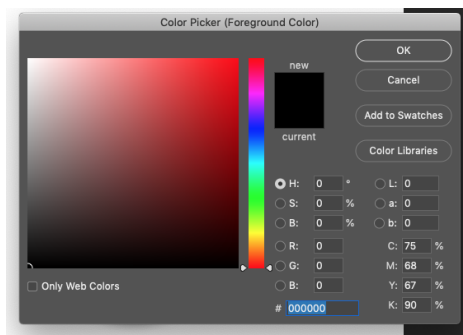 Color Picker (Foreground Color)
new
current
OK
Cancel
Add to Swatches
Color Libraries
H: 0 °
S: 0 %
B: 0 %
R: 0
G: 0
B: 0
# 000000
L: 0
a: 0
b: 0
C: 75 %
M: 68 %
Y: 67 %
K: 90 %
Only Web Colors